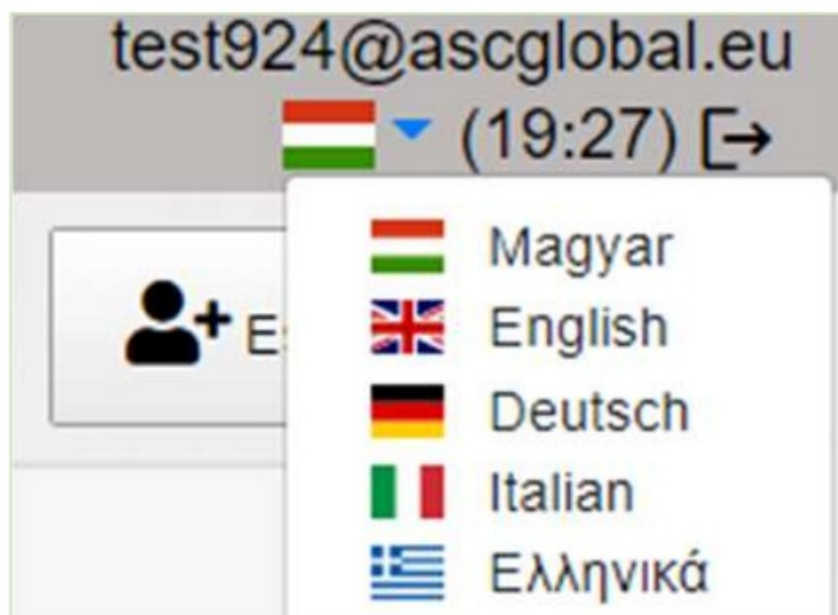 test924@ascglobal.eu
(19:27)
Magyar
English
Deutsch
Italian
Ελληνικά